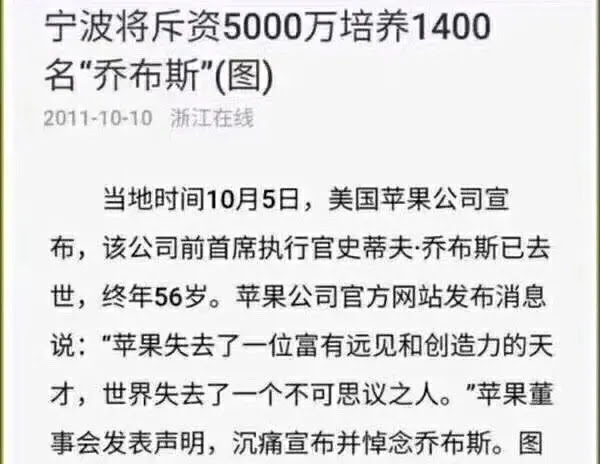 宁波将斥资5000万培养1400
名“乔布斯”(图)
2011-10-10 浙江在线
当地时间10月5日，美国苹果公司宣
布，该公司前首席执行官史蒂夫·乔布斯已去
世，终年56岁。苹果公司官方网站发布消息
说：“苹果失去了一位富有远见和创造力的天
才，世界失去了一个不可思议之人。”苹果董
事会发表声明，沉痛宣布并悼念乔布斯。图